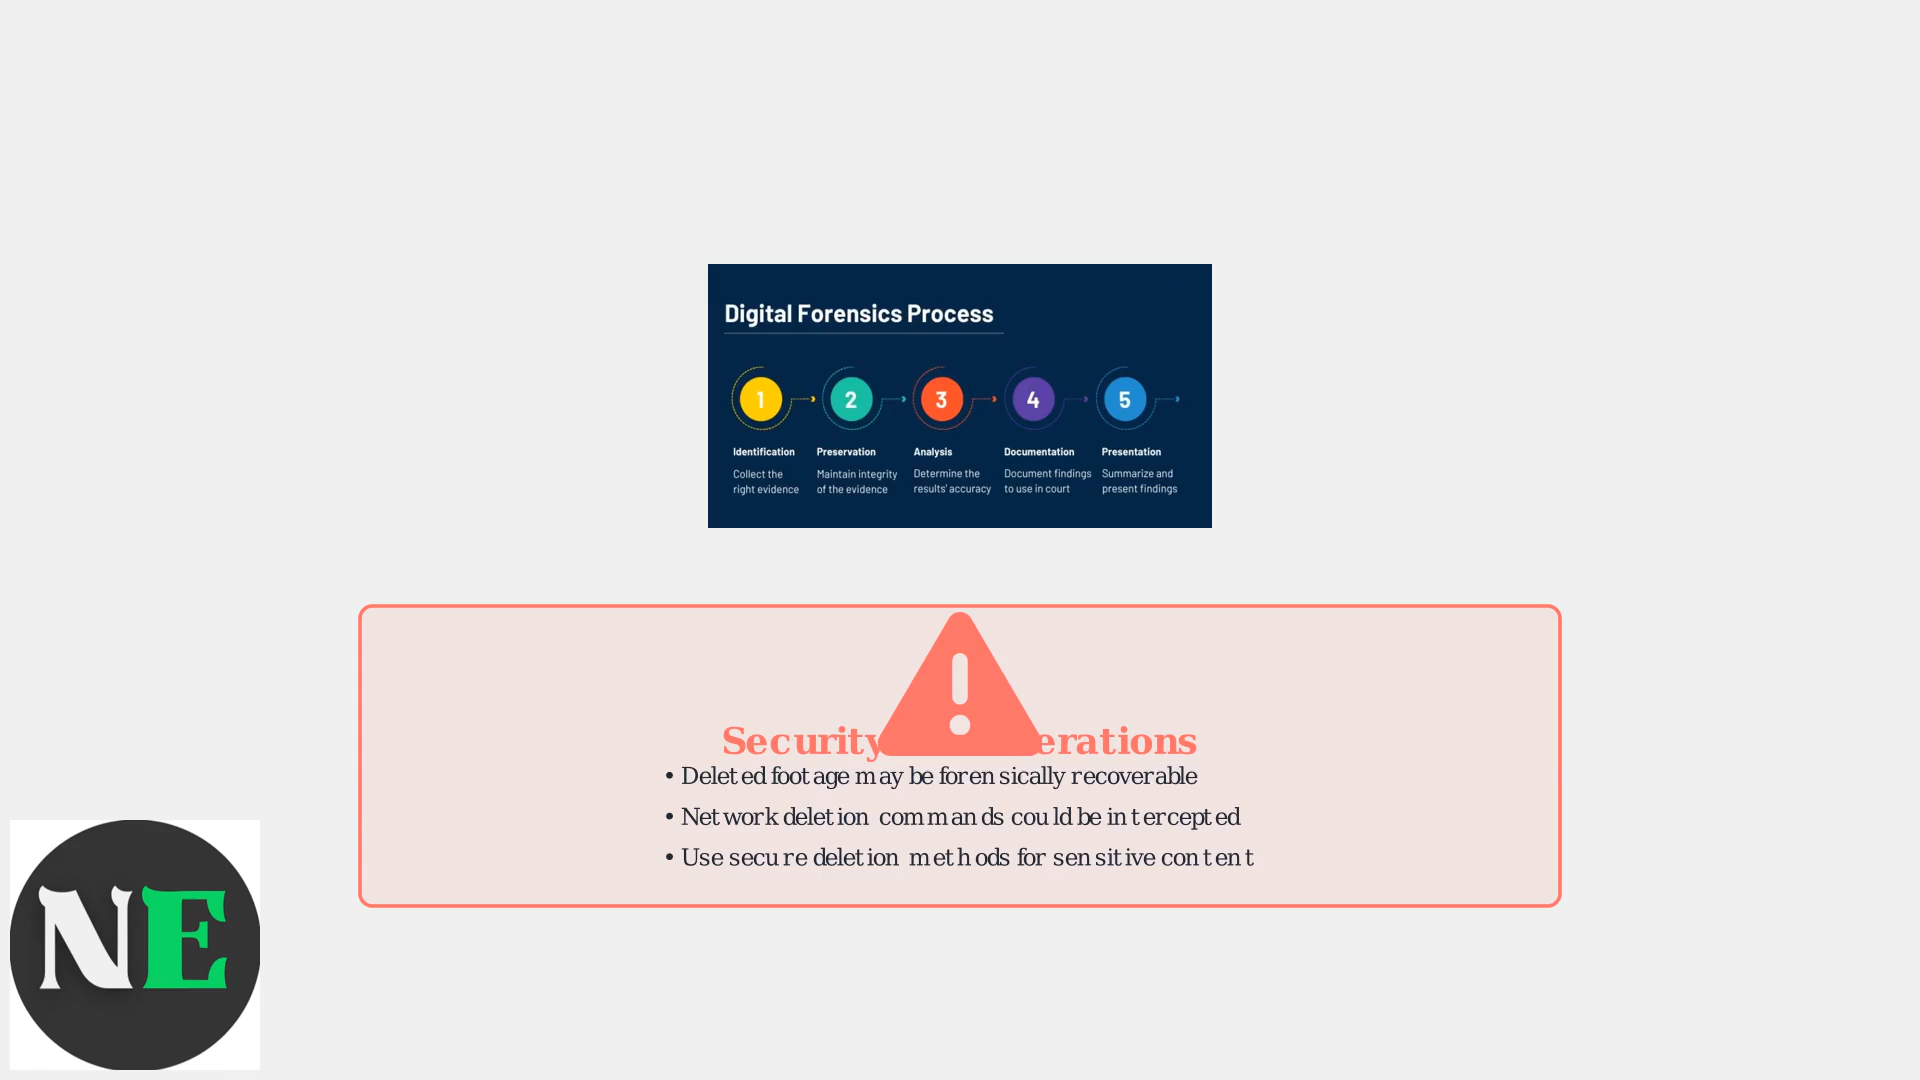 Digital Forensics Process
1 2 3 4 5
Identification Preservation Analysis Documentation Presentation
Collect the Maintain integrity Determine the Document findings Summarize and
right evidence of the evidence results' accuracy to use in court present findings
Security erations
• Deleted footage may be forensically recoverable
• Network deletion commands could be intercepted
• Use secure deletion methods for sensitive content
NE